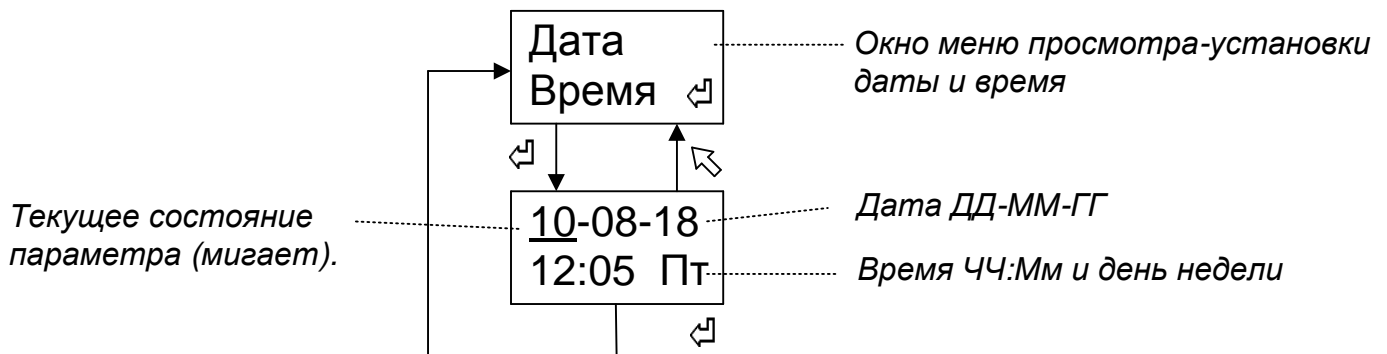 Дата
Время
Окно меню просмотра-установки
даты и время
Текущее состояние
параметра (мигает).
10-08-18
12:05 Пт
Дата ДД-ММ-ГГ
Время ЧЧ:Мм и день недели